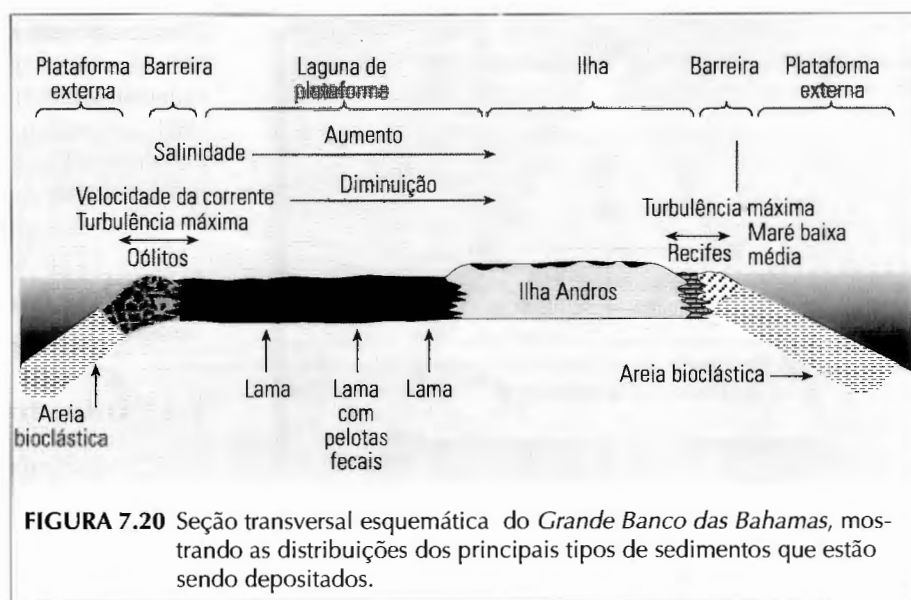 Plataforma externa
Barreira
Laguna de plataforma
Ilha
Barreira
Plataforma externa
Salinidade
Aumento
Velocidade da corrente
Diminuição
Turbulência máxima
Oólitos
Turbulência máxima
Recifes
Maré baixa média
Ilha Andros
Areia bioclástica
Lama
Lama com pelotas fecais
Lama
Areia bioclástica
FIGURA 7.20 Seção transversal esquemática do Grande Banco das Bahamas, mos-
trando as distribuições dos principais tipos de sedimentos que estão
sendo depositados.